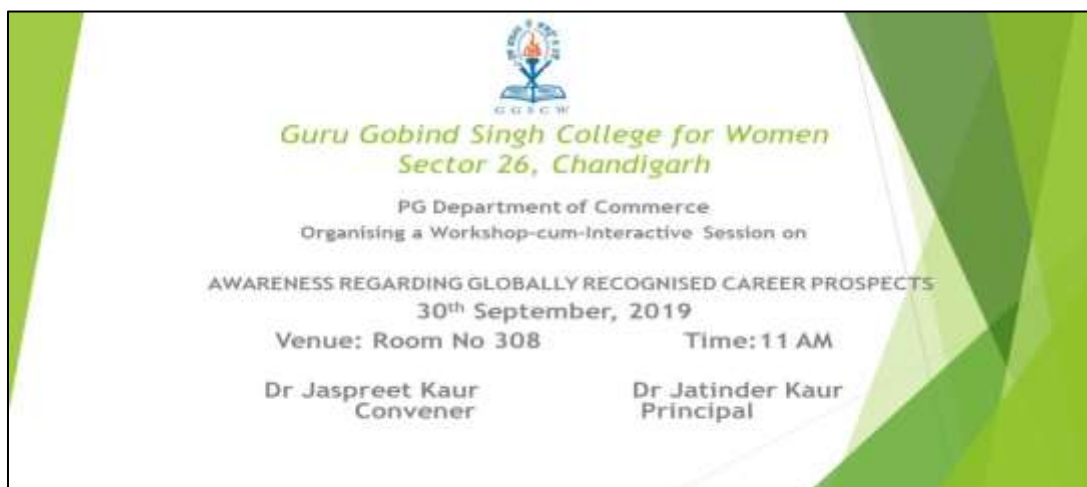 G G S C W
Guru Gobind Singh College for Women
Sector 26, Chandigarh
PG Department of Commerce
Organising a Workshop-cum-Interactive Session on
AWARENESS REGARDING GLOBALLY RECOGNISED CAREER PROSPECTS
30th September, 2019
Venue: Room No 308 Time:11 AM
Dr Jaspreet Kaur Dr Jatinder Kaur
Convener Principal